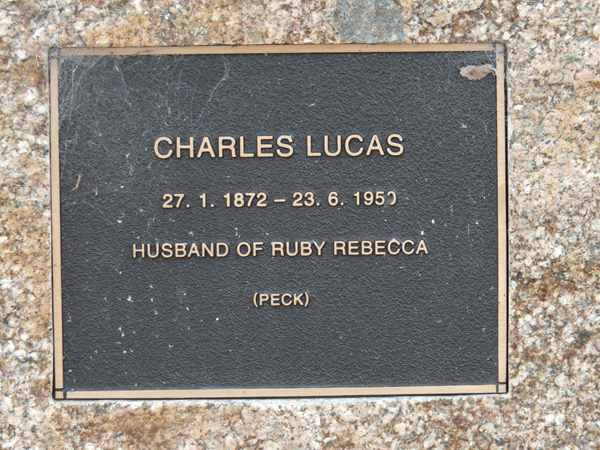 CHARLES LUCAS
27. 1. 1872 – 23. 6. 1950
HUSBAND OF RUBY REBECCA
(PECK)